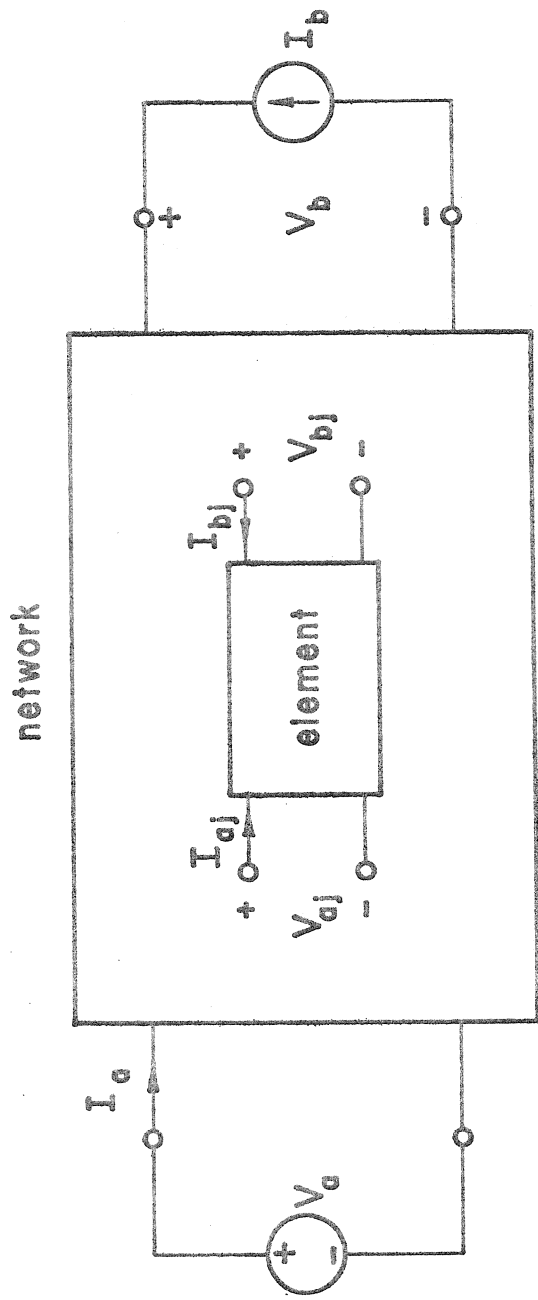 network
I_a
V_a
+
-
I_aj
+
V_aj
-
element
I_bj
+
V_bj
-
+
V_b
-
I_b